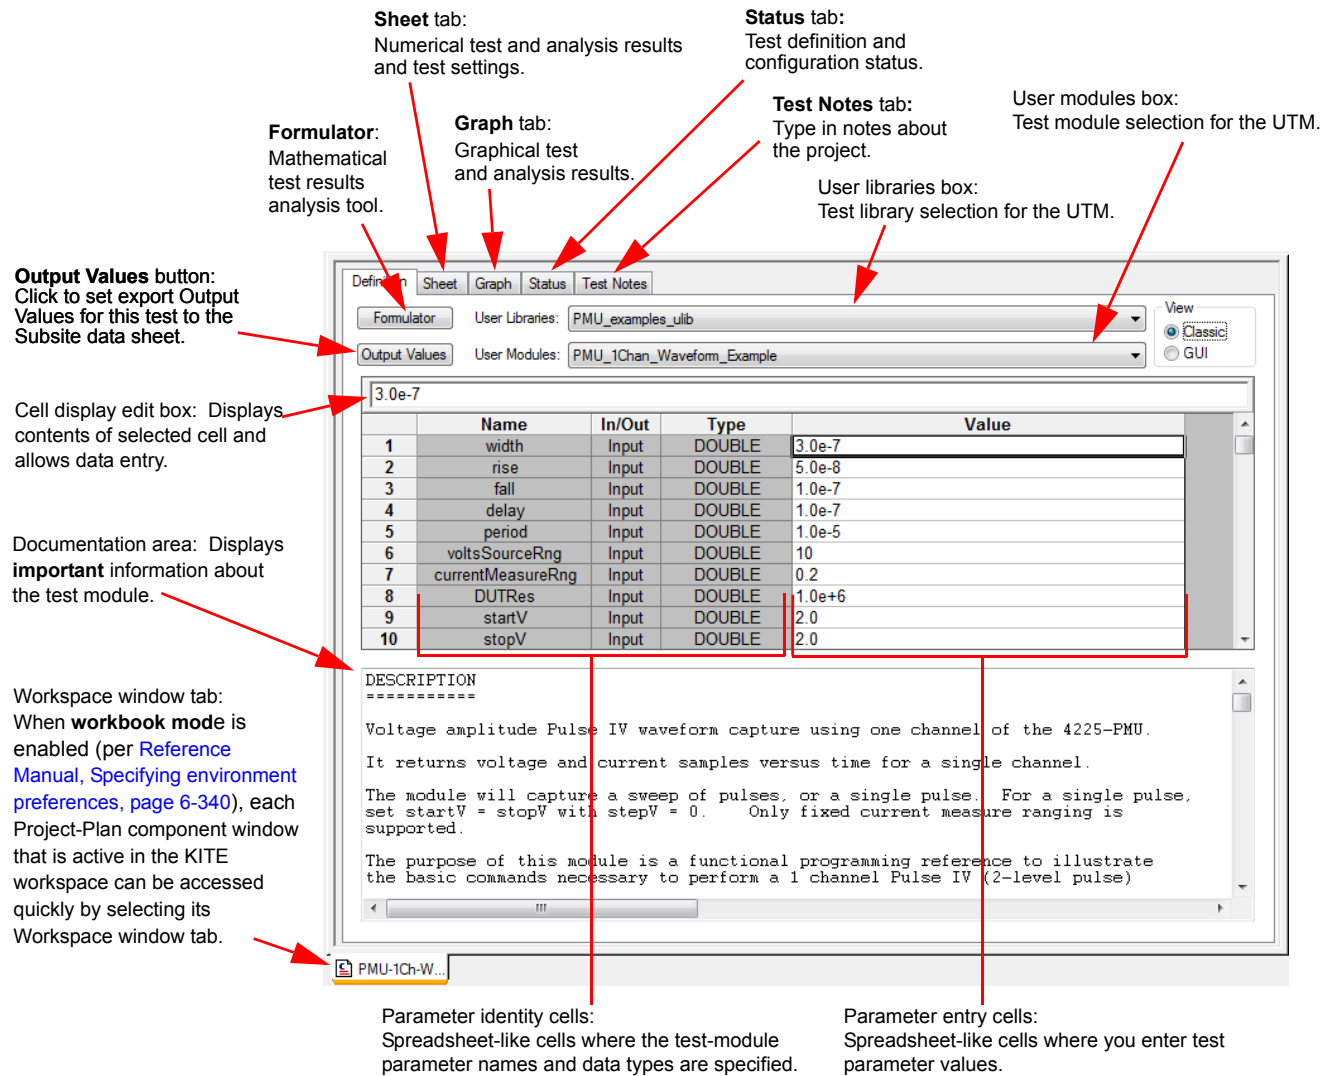 Sheet tab:
Numerical test and analysis results
and test settings.
Status tab:
Test definition and
configuration status.
Formulator:
Mathematical
test results
analysis tool.
Graph tab:
Graphical test
and analysis results.
Test Notes tab:
Type in notes about
the project.
User modules box:
Test module selection for the UTM.
User libraries box:
Test library selection for the UTM.
Output Values button:
Click to set export Output
Values for this test to the
Subsite data sheet.
Cell display edit box: Displays
contents of selected cell and
allows data entry.
Documentation area: Displays
important information about
the test module.
Workspace window tab:
When workbook mode is
enabled (per Reference
Manual, Specifying environment
preferences, page 6-340), each
Project-Plan component window
that is active in the KITE
workspace can be accessed
quickly by selecting its
Workspace window tab.
Definition Sheet Graph Status Test Notes
Formulator User Libraries: PMU_examples_ulib
Output Values User Modules: PMU_1Chan_Waveform_Example
View
Classic
GUI
3.0e-7
Name In/Out Type Value
1 width Input DOUBLE 3.0e-7
2 rise Input DOUBLE 5.0e-8
3 fall Input DOUBLE 1.0e-7
4 delay Input DOUBLE 1.0e-7
5 period Input DOUBLE 1.0e-5
6 voltsSourceRng Input DOUBLE 10
7 currentMeasureRng Input DOUBLE 0.2
8 DUTRes Input DOUBLE 1.0e+6
9 startV Input DOUBLE 2.0
10 stopV Input DOUBLE 2.0
DESCRIPTION
===========
Voltage amplitude Pulse IV waveform capture using one channel of the 4225-PMU.
It returns voltage and current samples versus time for a single channel.
The module will capture a sweep of pulses, or a single pulse. For a single pulse,
set startV = stopV with stepV = 0. Only fixed current measure ranging is
supported.
The purpose of this module is a functional programming reference to illustrate
the basic commands necessary to perform a 1 channel Pulse IV (2-level pulse)
PMU-1Ch-W...
Parameter identity cells:
Spreadsheet-like cells where the test-module
parameter names and data types are specified.
Parameter entry cells:
Spreadsheet-like cells where you enter test
parameter values.